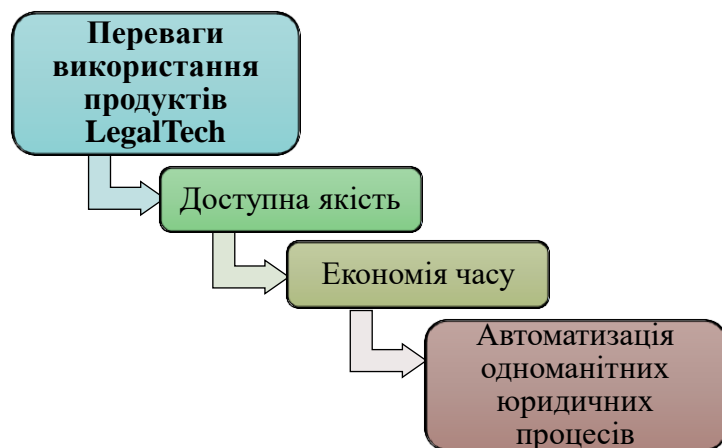 Переваги
використання
продуктів
LegalTech
Доступна якість
Економія часу
Автоматизація
одноманітних
юридичних
процесів